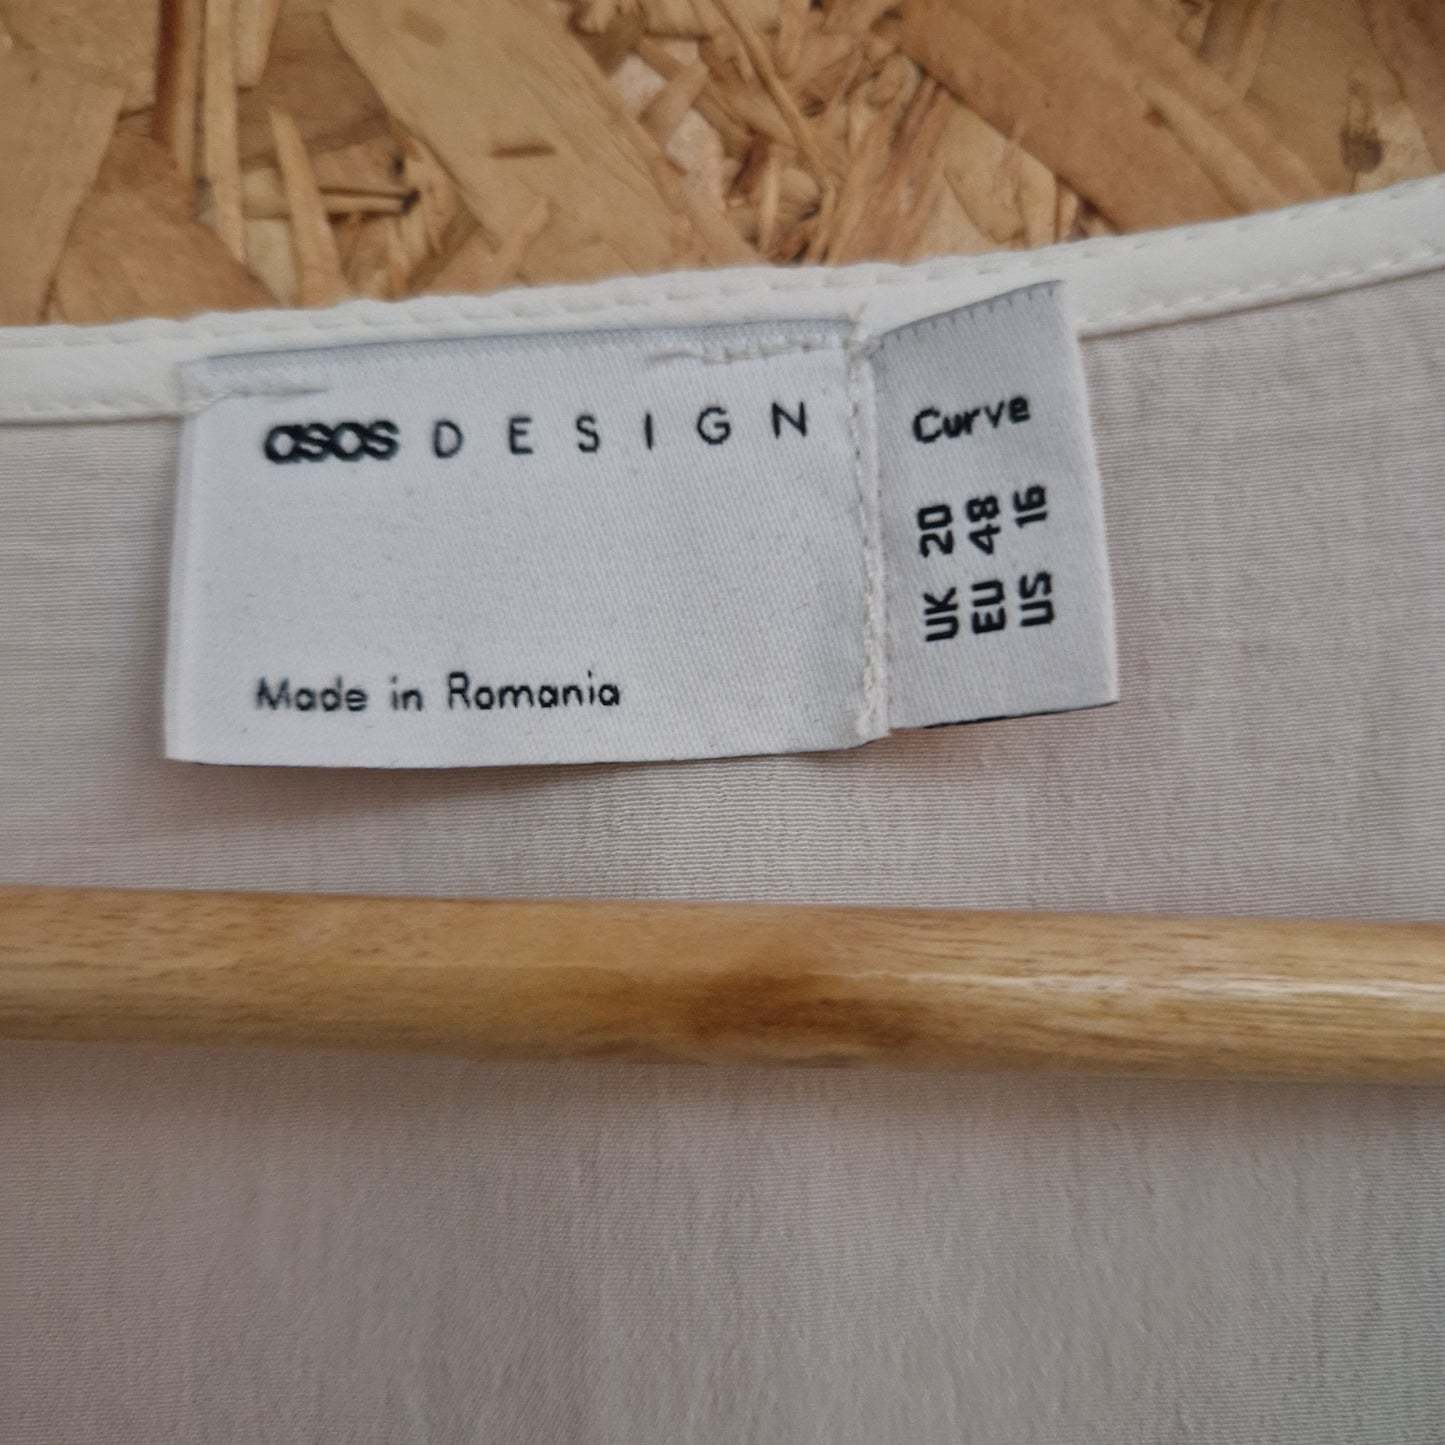 asos DESIGN
Made in Romania
Curve
UK 20
EU 48
US 16